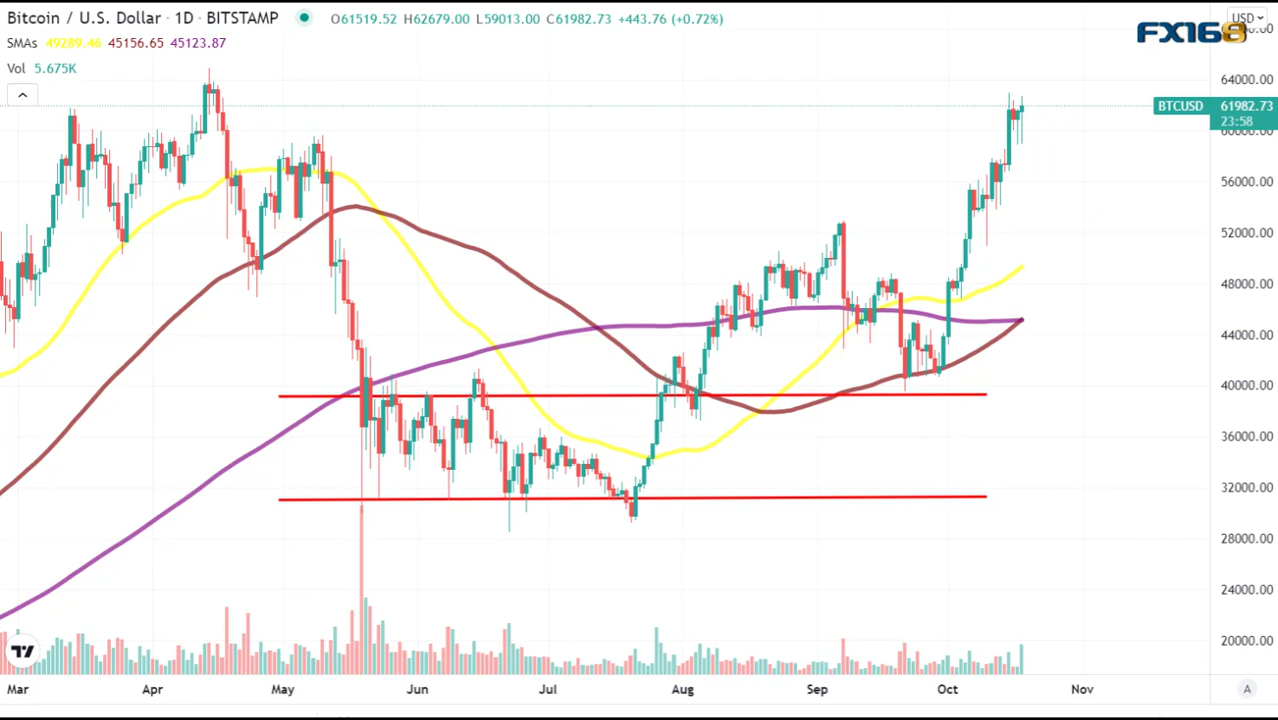 Bitcoin / U.S. Dollar · 1D · BITSTAMP O61519.52 H62679.00 L59013.00 C61982.73 +443.76 (+0.72%)
SMAs 49289.46 45156.65 45123.87
Vol 5.675K
FX168
USD
64000.00
BTCUSD 61982.73
23:58
60000.00
56000.00
52000.00
48000.00
44000.00
40000.00
36000.00
32000.00
28000.00
24000.00
20000.00
Mar Apr May Jun Jul Aug Sep Oct Nov A